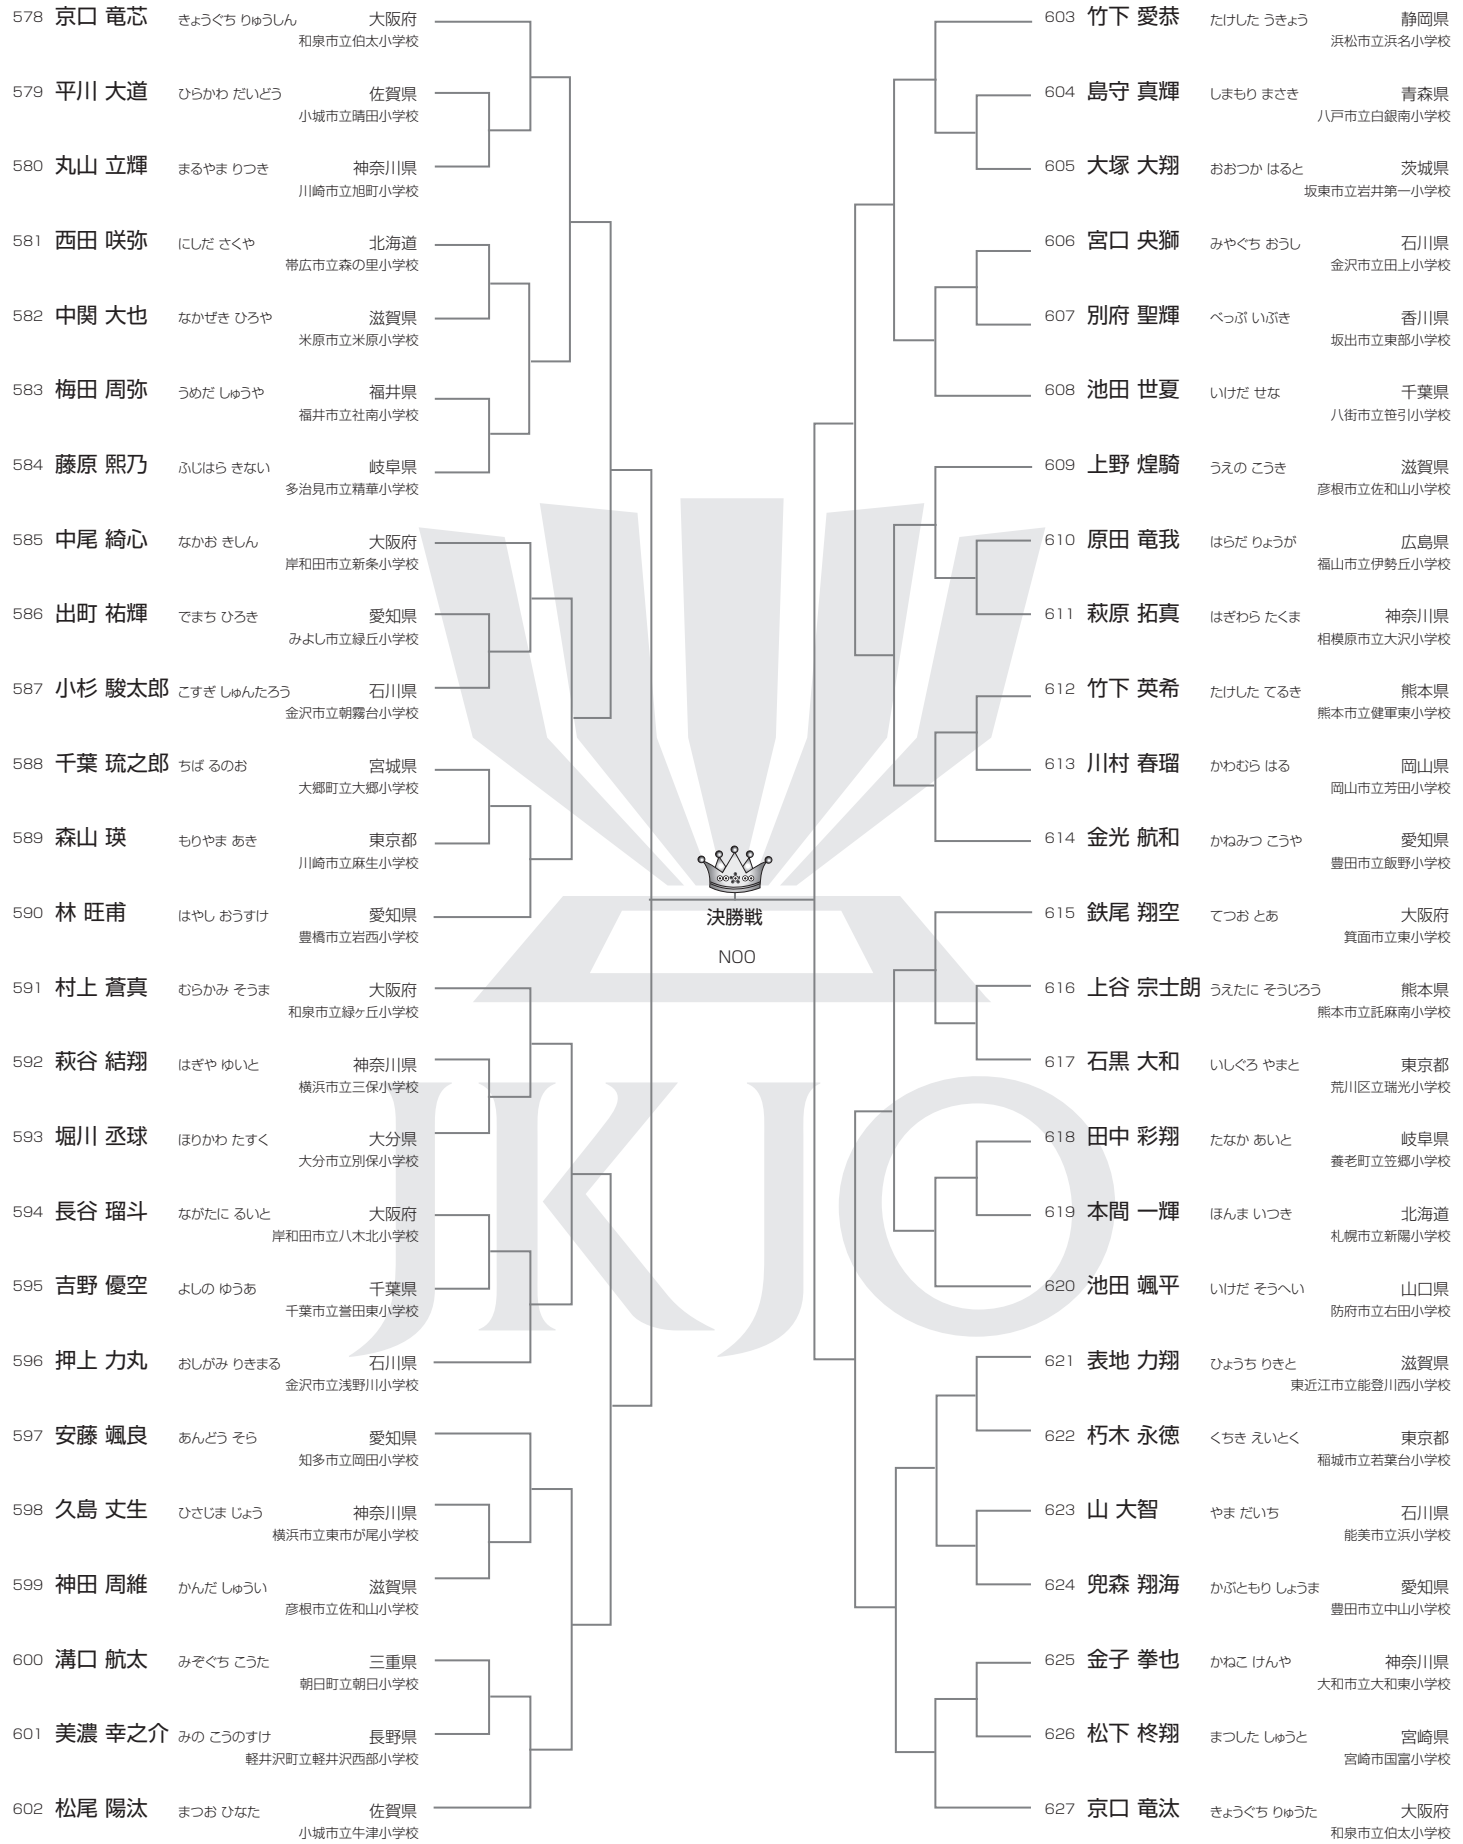 578 京口 竜芯 きょうぐち りゅうしん 大阪府
和泉市立伯太小学校
579 平川 大道 ひらかわ だいどう 佐賀県
小城市立晴田小学校
580 丸山 立輝 まるやま りつき 神奈川県
川崎市立旭町小学校
581 西田 咲弥 にしだ さくや 北海道
帯広市立森の里小学校
582 中関 大也 なかぜき ひろや 滋賀県
米原市立米原小学校
583 梅田 周弥 うめだ しゅうや 福井県
福井市立社南小学校
584 藤原 熙乃 ふじはら きない 岐阜県
多治見市立精華小学校
585 中尾 綺心 なかお きしん 大阪府
岸和田市立新条小学校
586 出町 祐輝 でまち ひろき 愛知県
みよし市立緑丘小学校
587 小杉 駿太郎 こすぎ しゅんたろう 石川県
金沢市立朝霧台小学校
588 千葉 琉之郎 ちば るのお 宮城県
大郷町立大郷小学校
589 森山 瑛 もりやま あき 東京都
川崎市立麻生小学校
590 林 旺甫 はやし おうすけ 愛知県
豊橋市立岩西小学校
591 村上 蒼真 むらかみ そうま 大阪府
和泉市立緑ヶ丘小学校
592 萩谷 結翔 はぎや ゆいと 神奈川県
横浜市立三保小学校
593 堀川 丞球 ほりかわ たすく 大分県
大分市立別保小学校
594 長谷 瑠斗 ながたに るいと 大阪府
岸和田市立八木北小学校
595 吉野 優空 よしの ゆうあ 千葉県
千葉市立誉田東小学校
596 押上 力丸 おしがみ りきまる 石川県
金沢市立浅野川小学校
597 安藤 颯良 あんどう そら 愛知県
知多市立岡田小学校
598 久島 丈生 ひさじま じょう 神奈川県
横浜市立東市が尾小学校
599 神田 周維 かんだ しゅうい 滋賀県
彦根市立佐和山小学校
600 溝口 航太 みぞぐち こうた 三重県
朝日町立朝日小学校
601 美濃 幸之介 みの こうのすけ 長野県
軽井沢町立軽井沢西部小学校
602 松尾 陽汰 まつお ひなた 佐賀県
小城市立牛津小学校
決勝戦
N00
JKJO
603 竹下 愛恭 たけした うきょう 静岡県
浜松市立浜名小学校
604 島守 真輝 しまもり まさき 青森県
八戸市立白銀南小学校
605 大塚 大翔 おおつか はると 茨城県
坂東市立岩井第一小学校
606 宮口 央獅 みやぐち おうし 石川県
金沢市立田上小学校
607 別府 聖輝 べっぷ いぶき 香川県
坂出市立東部小学校
608 池田 世夏 いけだ せな 千葉県
八街市立笹引小学校
609 上野 煌騎 うえの こうき 滋賀県
彦根市立佐和山小学校
610 原田 竜我 はらだ りょうが 広島県
福山市立伊勢丘小学校
611 萩原 拓真 はぎわら たくま 神奈川県
相模原市立大沢小学校
612 竹下 英希 たけした てるき 熊本県
熊本市立健軍東小学校
613 川村 春瑠 かわむら はる 岡山県
岡山市立芳田小学校
614 金光 航和 かねみつ こうや 愛知県
豊田市立飯野小学校
615 鉄尾 翔空 てつお とあ 大阪府
箕面市立東小学校
616 上谷 宗士朗 うえたに そうじろう 熊本県
熊本市立託麻南小学校
617 石黒 大和 いしぐろ やまと 東京都
荒川区立瑞光小学校
618 田中 彩翔 たなか あいと 岐阜県
養老町立笠郷小学校
619 本間 一輝 ほんま いつき 北海道
札幌市立新陽小学校
620 池田 颯平 いけだ そうへい 山口県
防府市立右田小学校
621 表地 力翔 ひょうち りきと 滋賀県
東近江市立能登川西小学校
622 朽木 永徳 くちき えいとく 東京都
稲城市立若葉台小学校
623 山 大智 やま だいち 石川県
能美市立浜小学校
624 兜森 翔海 かぶともり しょうま 愛知県
豊田市立中山小学校
625 金子 拳也 かねこ けんや 神奈川県
大和市立大和東小学校
626 松下 柊翔 まつした しゅうと 宮崎県
宮崎市国富小学校
627 京口 竜汰 きょうぐち りゅうた 大阪府
和泉市立伯太小学校